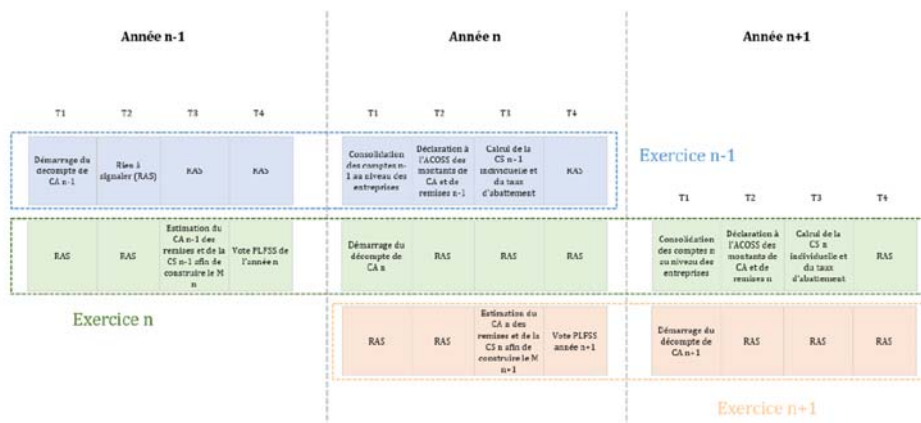 Année n-1
Année n
Année n+1
T1
T2
T3
T4
T1
T2
T3
T4
Démarrage du
décompte de
CA n-1
Rien à
signaler (RAS)
RAS
RAS
Consolidation
des comptes n-
1 au niveau des
entreprises
Déclaration à
l'ACOSS des
montants de
CA et de
remises n-1
Calcul de la
CS n-1
individuelle et
du taux
d'abattement
RAS
Exercice n-1
T1
T2
T3
T4
RAS
RAS
Estimation du
CA n-1 des
remises et de la
CS n-1 afin de
construire le M
n
Vote PLFSS de
l'année n
Démarrage du
décompte de
CA n
RAS
RAS
RAS
Consolidation
des comptes n
au niveau des
entreprises
Déclaration à
l'ACOSS des
montants de
CA et de
remises n
Calcul de la
CS n
individuelle et
du taux
d'abattement
RAS
Exercice n
RAS
RAS
Estimation du
CA n des
remises et de la
CS n afin de
construire le M
n+1
Vote PLFSS
année n+1
Démarrage du
décompte de
CA n+1
RAS
RAS
RAS
Exercice n+1